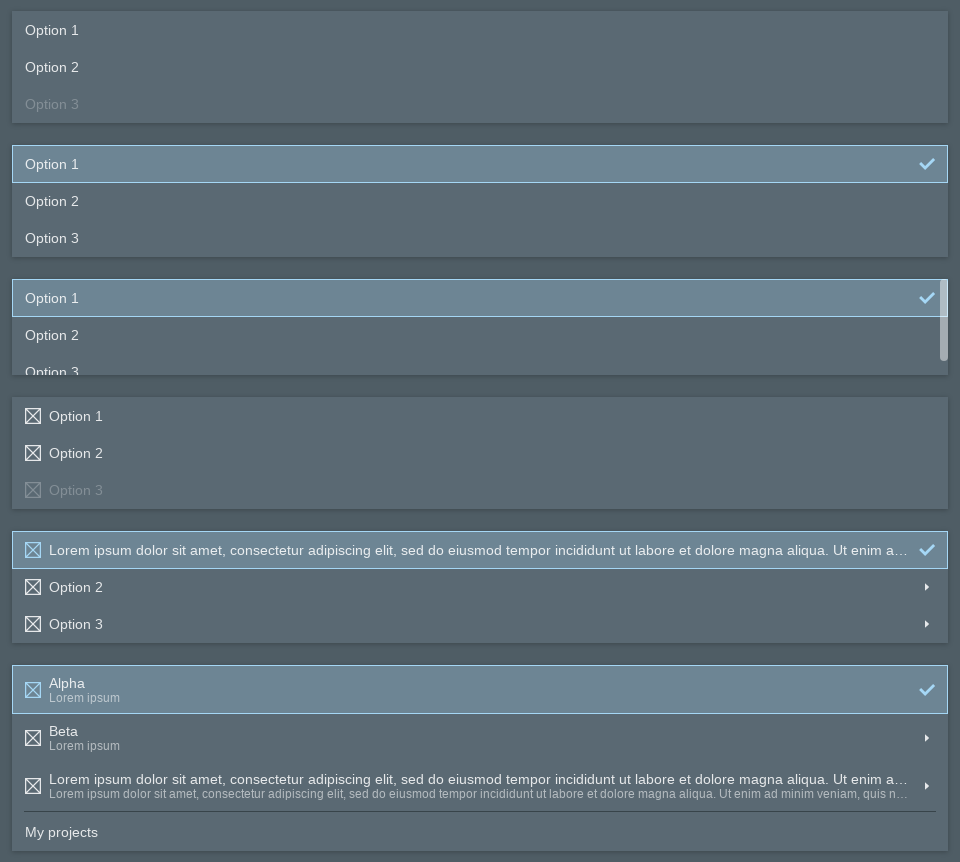 Option 1
Option 2
Option 3
Option 1
Option 2
Option 3
Option 1
Option 2
Option 3
Option 1
Option 2
Option 3
Lorem ipsum dolor sit amet, consectetur adipiscing elit, sed do eiusmod tempor incididunt ut labore et dolore magna aliqua. Ut enim a…
Option 2
Option 3
Alpha
Lorem ipsum
Beta
Lorem ipsum
Lorem ipsum dolor sit amet, consectetur adipiscing elit, sed do eiusmod tempor incididunt ut labore et dolore magna aliqua. Ut enim a…
Lorem ipsum dolor sit amet, consectetur adipiscing elit, sed do eiusmod tempor incididunt ut labore et dolore magna aliqua. Ut enim ad minim veniam, quis n…
My projects